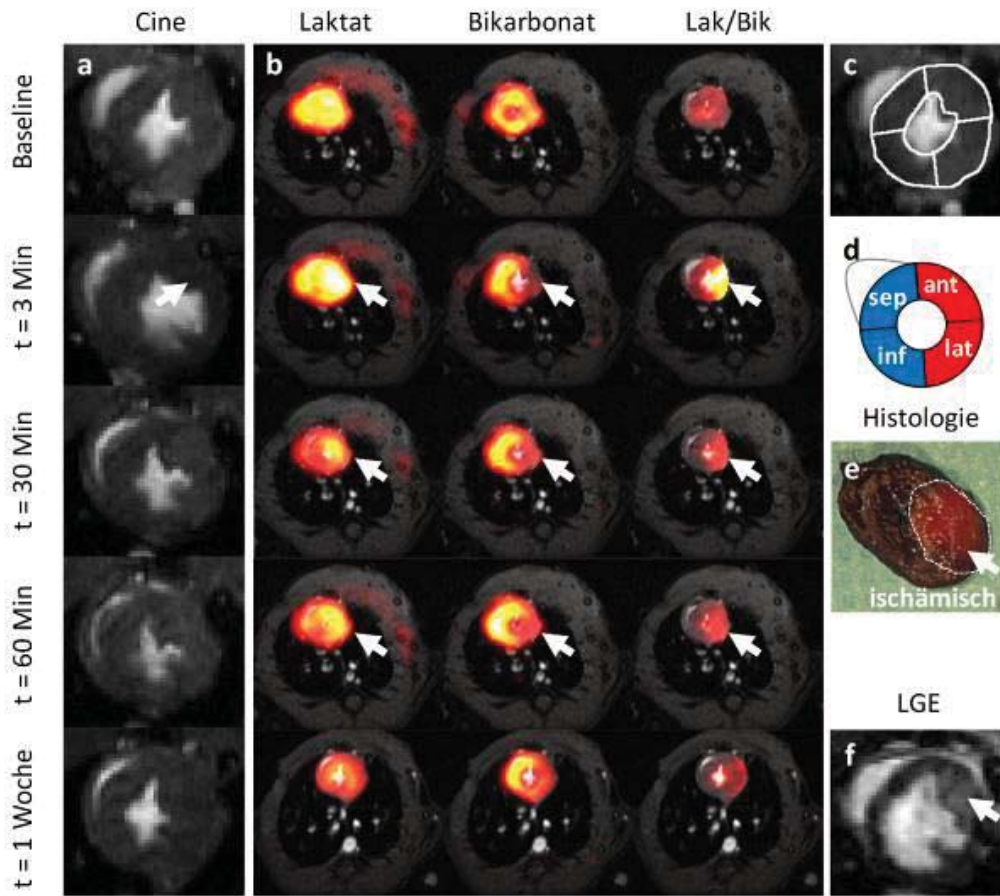 Cine
Laktat
Bikarbonat
Lak/Bik
Baseline
a
b
c
t = 3 Min
d
sep
ant
inf
lat
Histologie
t = 30 Min
e
ischämisch
t = 60 Min
LGE
t = 1 Woche
f